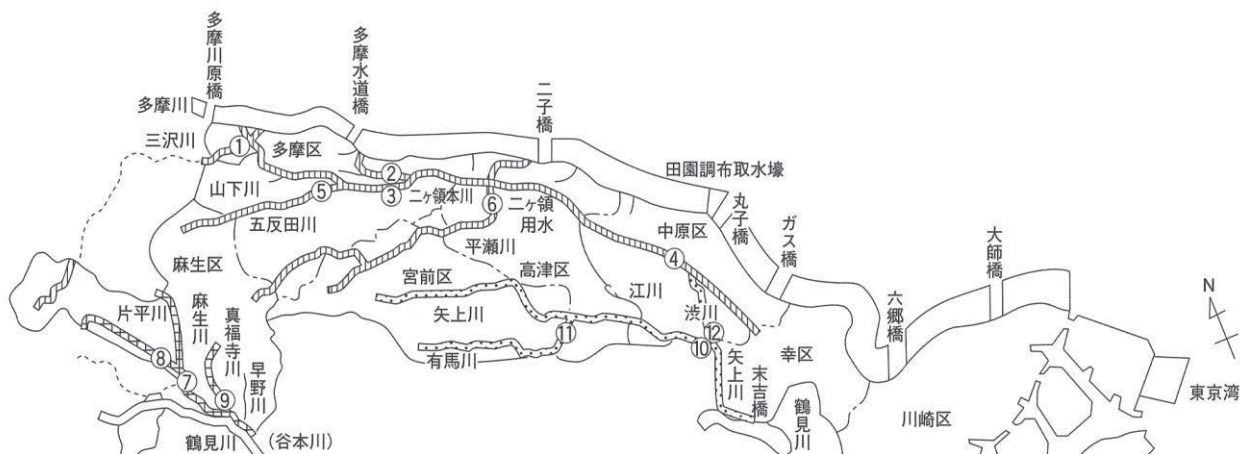 多摩川原橋
多摩水道橋
二子橋
多摩川
三沢川
①
多摩区
②
田園調布取水壕
丸子橋
ガス橋
大師橋
六郷橋
山下川
⑤
③
二ヶ領本川
⑥
二ヶ領用水
五反田川
中原区
④
平瀬川
麻生区
宮前区
高津区
江川
渋川
⑫
片平川
麻生川
真福寺川
矢上川
⑪
⑩
有馬川
早野川
⑧
⑦
⑨
矢上川
末吉橋
幸区
鶴見川
川崎区
N
東京湾
鶴見川
(谷本川)